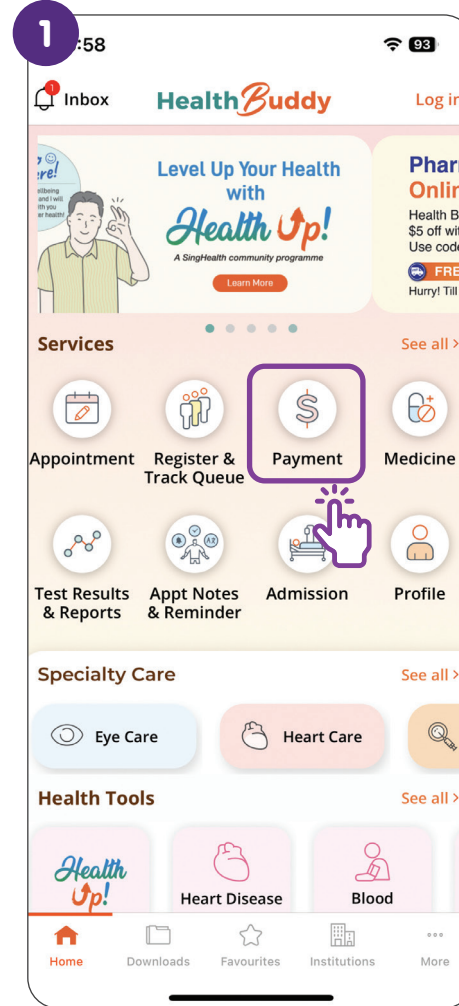 1
:58
93
Inbox
HealthBuddy
Log in
Level Up Your Health
with
Health Up!
A SingHealth community programme
Learn More
Onlin
Health B
$5 off wit
Use code
FRE
Hurry! Till
Services
See all >
Appointment
Register &
Track Queue
Payment
Medicine
Test Results
& Reports
Appt Notes
& Reminder
Admission
Profile
Specialty Care
See all >
Eye Care
Heart Care
Health Tools
See all >
Health
Up!
Heart Disease
Blood
Home
Downloads
Favourites
Institutions
More